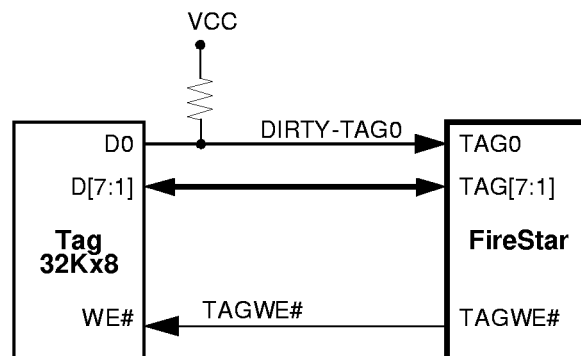 VCC
DIRTY-TAG0
D0
TAG0
D[7:1]
TAG[7:1]
Tag
32Kx8
FireStar
TAGWE#
WE#
TAGWE#